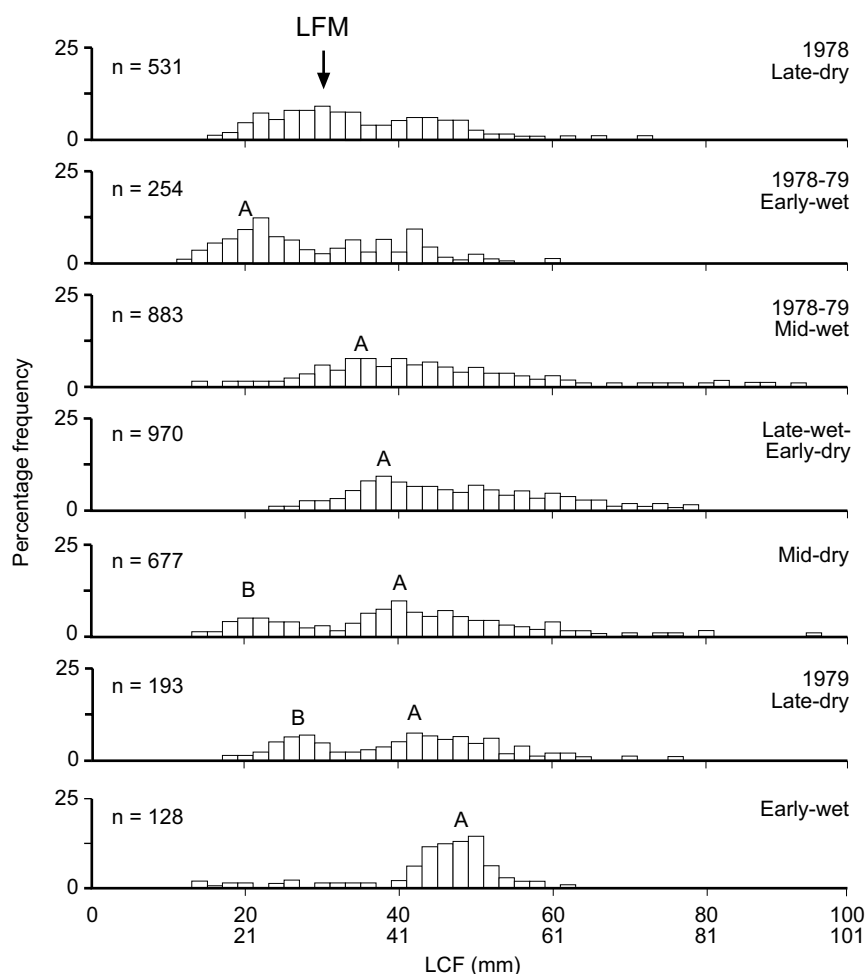 LFM
25
n = 531
1978
Late-dry
0
25
n = 254
A
1978-79
Early-wet
0
25
n = 883
A
1978-79
Mid-wet
0
25
n = 970
A
Late-wet-
Early-dry
0
25
n = 677
B
A
Mid-dry
0
25
n = 193
B
A
1979
Late-dry
0
25
n = 128
A
Early-wet
0
Percentage frequency
0 20 40 60 80 100
21 41 61 81 101
LCF (mm)